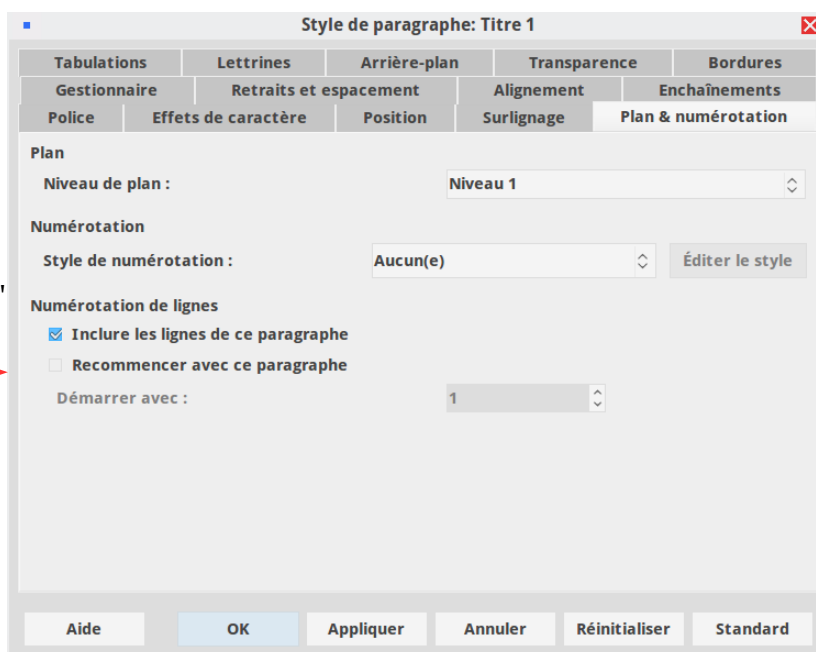 Style de paragraphe: Titre 1
Tabulations Lettrines Arrière-plan Transparence Bordures
Gestionnaire Retraits et espacement Alignement Enchaînements
Police Effets de caractère Position Surlignage Plan & numérotation
Plan
Niveau de plan : Niveau 1
Numérotation
Style de numérotation : Aucun(e) Éditer le style
Numérotation de lignes
Inclure les lignes de ce paragraphe
Recommencer avec ce paragraphe
Démarrer avec : 1
Aide OK Appliquer Annuler Réinitialiser Standard